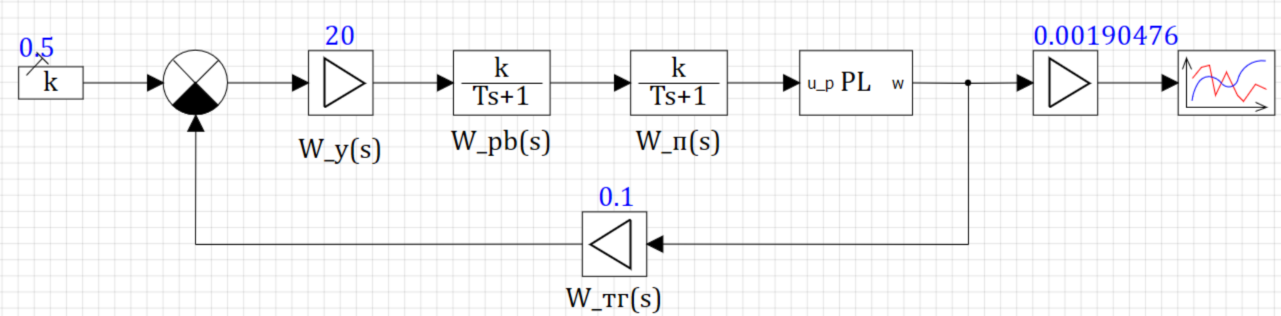 0.5
k
20
W_y(s)
k
Ts+1
W_pb(s)
k
Ts+1
W_п(s)
u_p PL w
0.00190476
0.1
W_тг(s)